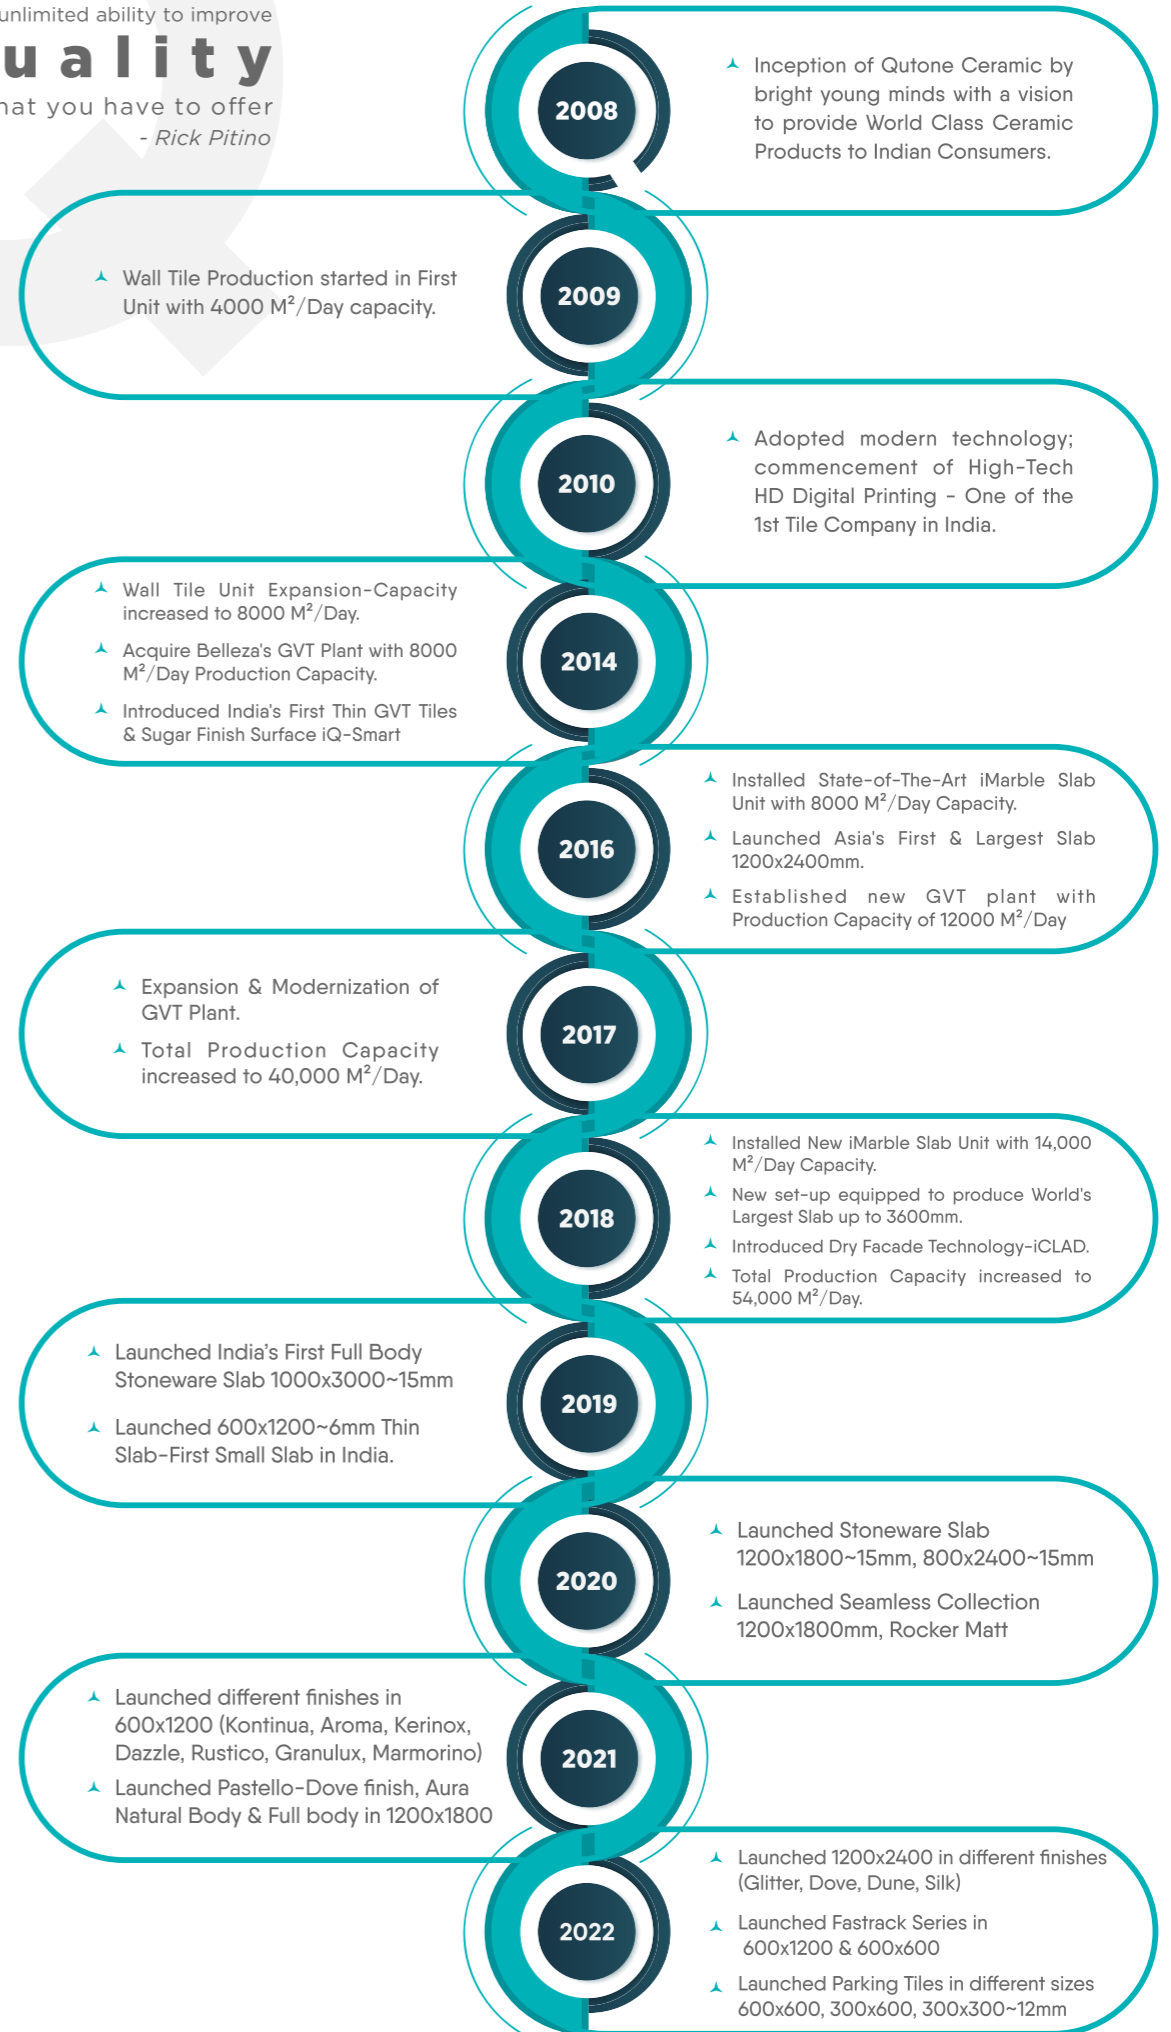 unlimited ability to improve
uality
hat you have to offer
- Rick Pitino
2008
Inception of Qutone Ceramic by
bright young minds with a vision
to provide World Class Ceramic
Products to Indian Consumers.
2009
Wall Tile Production started in First
Unit with 4000 M²/Day capacity.
2010
Adopted modern technology;
commencement of High-Tech
HD Digital Printing - One of the
1st Tile Company in India.
2014
Wall Tile Unit Expansion-Capacity
increased to 8000 M²/Day.
Acquire Belleza's GVT Plant with 8000
M²/Day Production Capacity.
Introduced India's First Thin GVT Tiles
& Sugar Finish Surface iQ-Smart
2016
Installed State-of-The-Art iMarble Slab
Unit with 8000 M²/Day Capacity.
Launched Asia's First & Largest Slab
1200x2400mm.
Established new GVT plant with
Production Capacity of 12000 M²/Day
2017
Expansion & Modernization of
GVT Plant.
Total Production Capacity
increased to 40,000 M²/Day.
2018
Installed New iMarble Slab Unit with 14,000
M²/Day Capacity.
New set-up equipped to produce World's
Largest Slab up to 3600mm.
Introduced Dry Facade Technology-iCLAD.
Total Production Capacity increased to
54,000 M²/Day.
2019
Launched India’s First Full Body
Stoneware Slab 1000x3000~15mm
Launched 600x1200~6mm Thin
Slab-First Small Slab in India.
2020
Launched Stoneware Slab
1200x1800~15mm, 800x2400~15mm
Launched Seamless Collection
1200x1800mm, Rocker Matt
2021
Launched different finishes in
600x1200 (Kontinua, Aroma, Kerinox,
Dazzle, Rustico, Granulux, Marmorino)
Launched Pastello-Dove finish, Aura
Natural Body & Full body in 1200x1800
2022
Launched 1200x2400 in different finishes
(Glitter, Dove, Dune, Silk)
Launched Fastrack Series in
600x1200 & 600x600
Launched Parking Tiles in different sizes
600x600, 300x600, 300x300~12mm